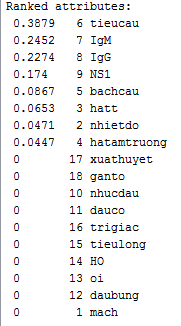 Ranked attributes:
0.3879 6 tieucau
0.2452 7 IgM
0.2274 8 IgG
0.174 9 NS1
0.0867 5 bachcau
0.0653 3 hatt
0.0471 2 nhietdo
0.0447 4 hatamtruong
0 17 xuathuyet
0 18 ganto
0 10 nhucdau
0 11 dauco
0 16 trigiac
0 15 tieulong
0 14 HO
0 13 oi
0 12 daubung
0 1 mach